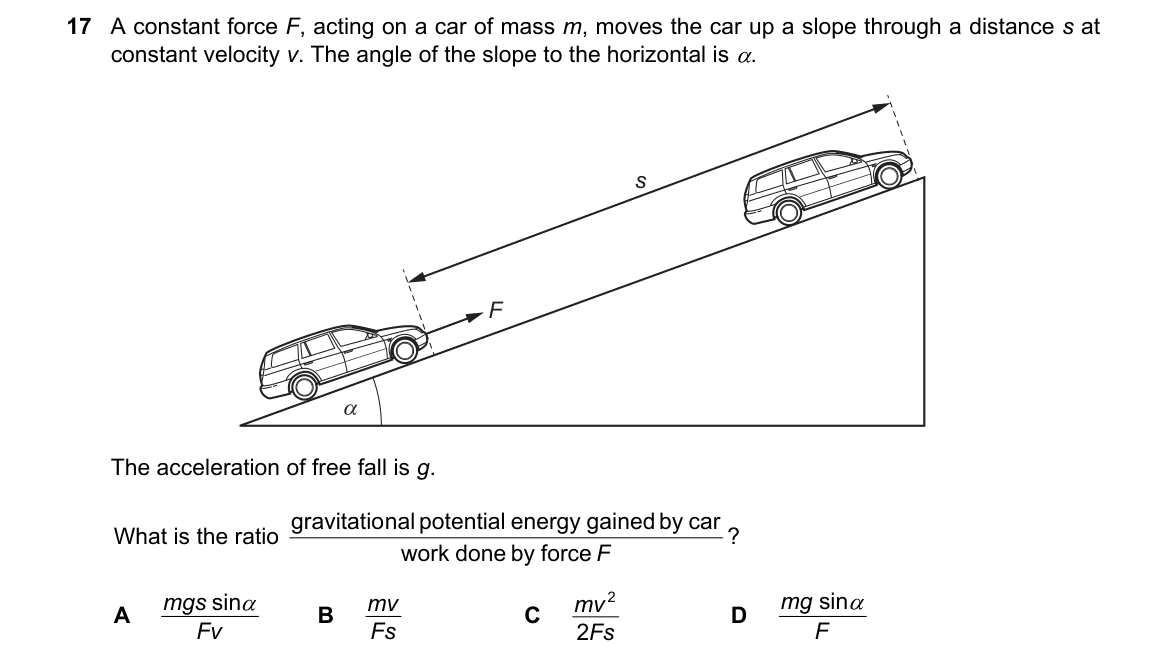 17 A constant force F, acting on a car of mass m, moves the car up a slope through a distance s at
constant velocity v. The angle of the slope to the horizontal is α.
s
F
α
The acceleration of free fall is g.
What is the ratio gravitational potential energy gained by car / work done by force F ?
A mgs sinα / Fv B mv / Fs C mv² / 2Fs D mg sinα / F